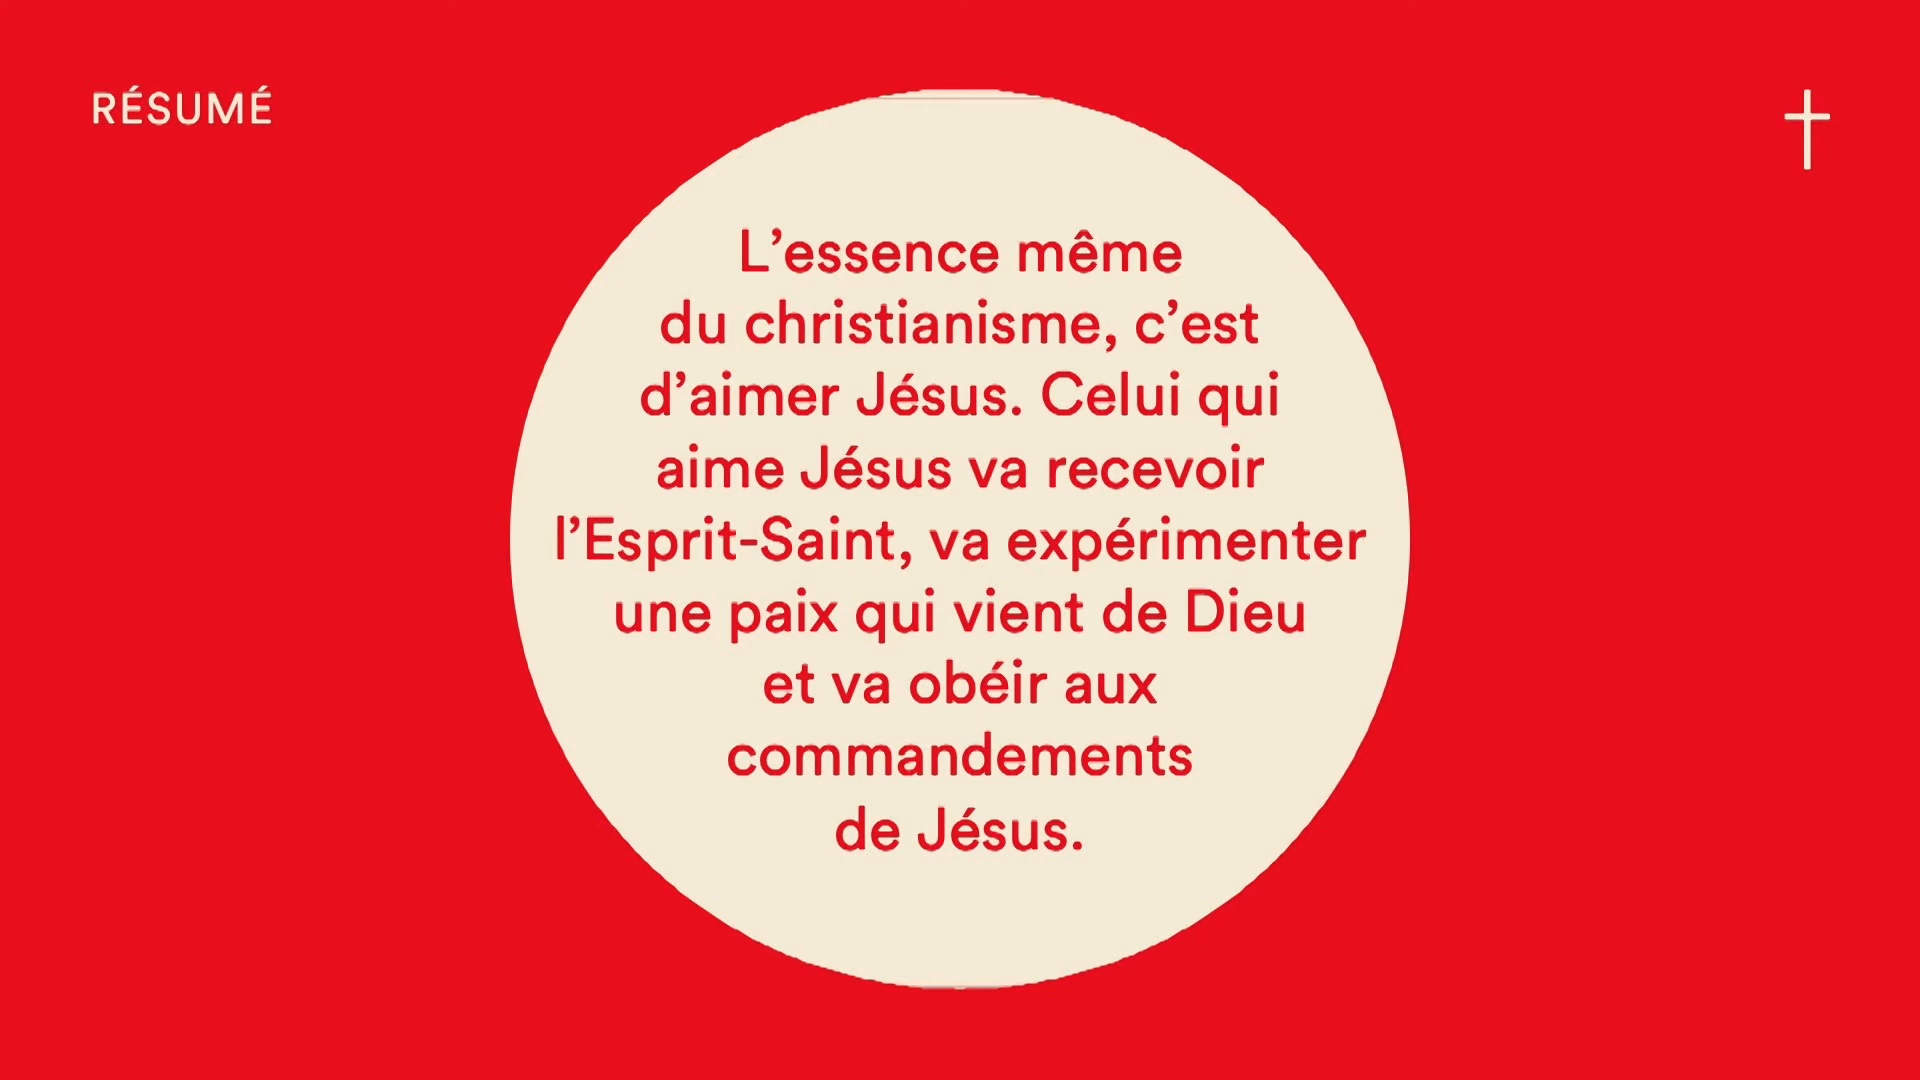 RÉSUMÉ
L’essence même
du christianisme, c’est
d’aimer Jésus. Celui qui
aime Jésus va recevoir
l’Esprit-Saint, va expérimenter
une paix qui vient de Dieu
et va obéir aux
commandements
de Jésus.